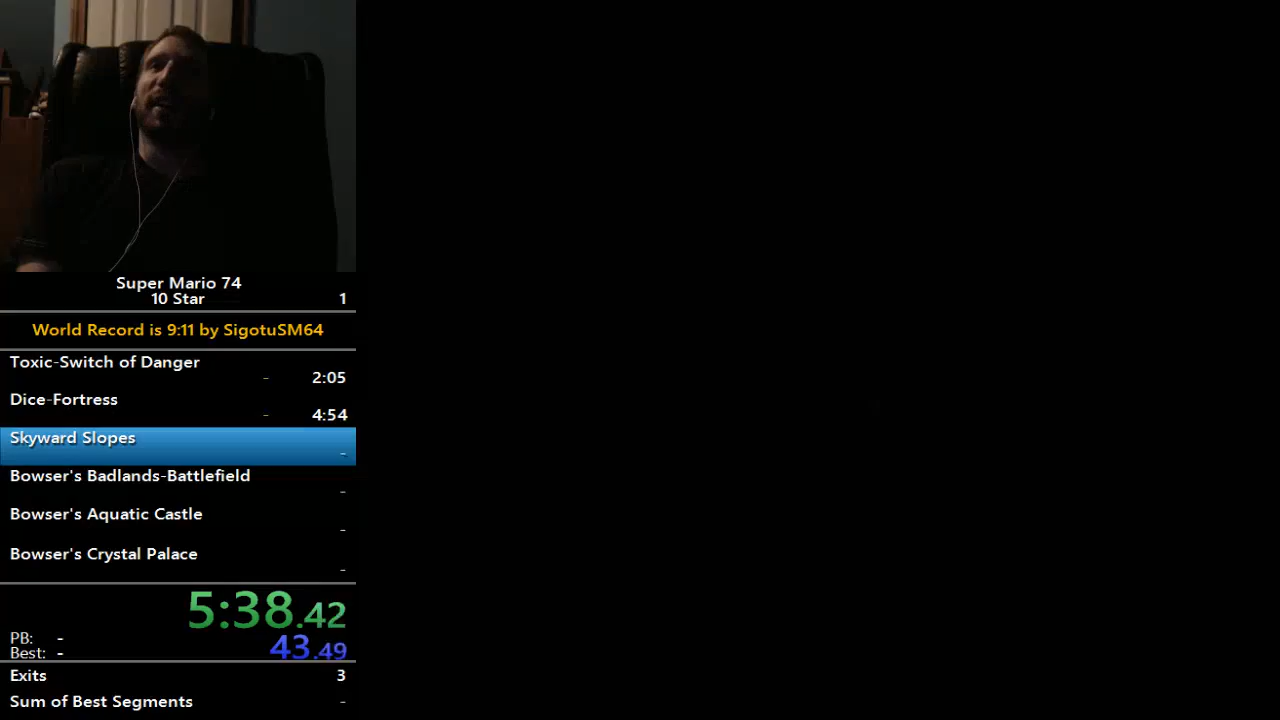 Super Mario 74
10 Star 1
World Record is 9:11 by SigotuSM64
Toxic-Switch of Danger
- 2:05
Dice-Fortress
- 4:54
Skyward Slopes
-
Bowser's Badlands-Battlefield
-
Bowser's Aquatic Castle
-
Bowser's Crystal Palace
-
5:38.42
PB: -
Best: - 43.49
Exits 3
Sum of Best Segments -